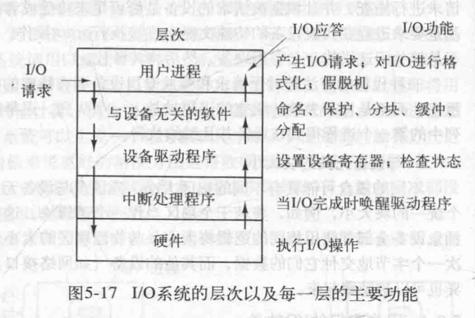 层次
I/O应答
I/O功能
I/O
请求
用户进程
产生I/O请求，对I/O进行格
式化，假脱机
与设备无关的软件
命名、保护、分块、缓冲、
分配
设备驱动程序
设置设备寄存器，检查状态
中断处理程序
当I/O完成时唤醒驱动程序
硬件
执行I/O操作
图5-17 I/O系统的层次以及每一层的主要功能